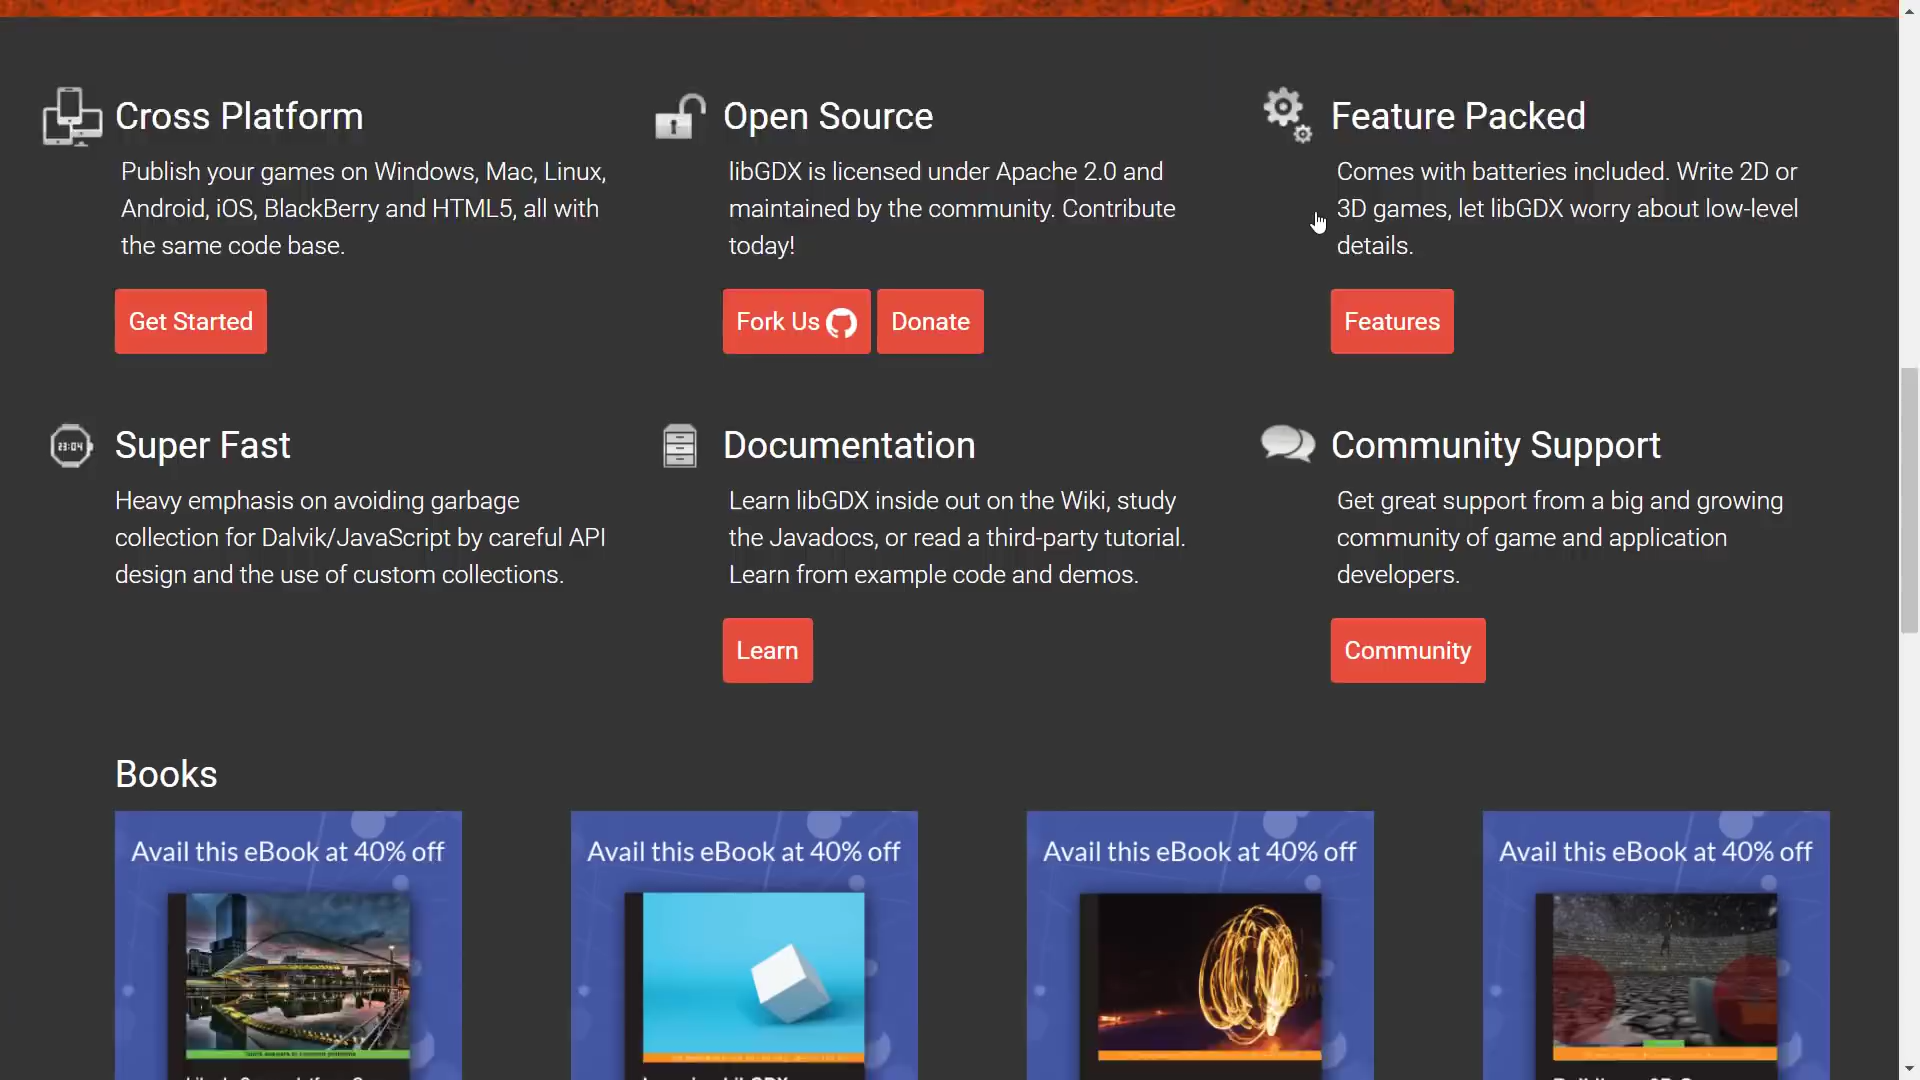 Cross Platform
Publish your games on Windows, Mac, Linux,
Android, iOS, BlackBerry and HTML5, all with
the same code base.
Get Started
Open Source
libGDX is licensed under Apache 2.0 and
maintained by the community. Contribute
today!
Fork Us
Donate
Feature Packed
Comes with batteries included. Write 2D or
3D games, let libGDX worry about low-level
details.
Features
23:04
Super Fast
Heavy emphasis on avoiding garbage
collection for Dalvik/JavaScript by careful API
design and the use of custom collections.
Documentation
Learn libGDX inside out on the Wiki, study
the Javadocs, or read a third-party tutorial.
Learn from example code and demos.
Learn
Community Support
Get great support from a big and growing
community of game and application
developers.
Community
Books
Avail this eBook at 40% off
Avail this eBook at 40% off
Avail this eBook at 40% off
Avail this eBook at 40% off